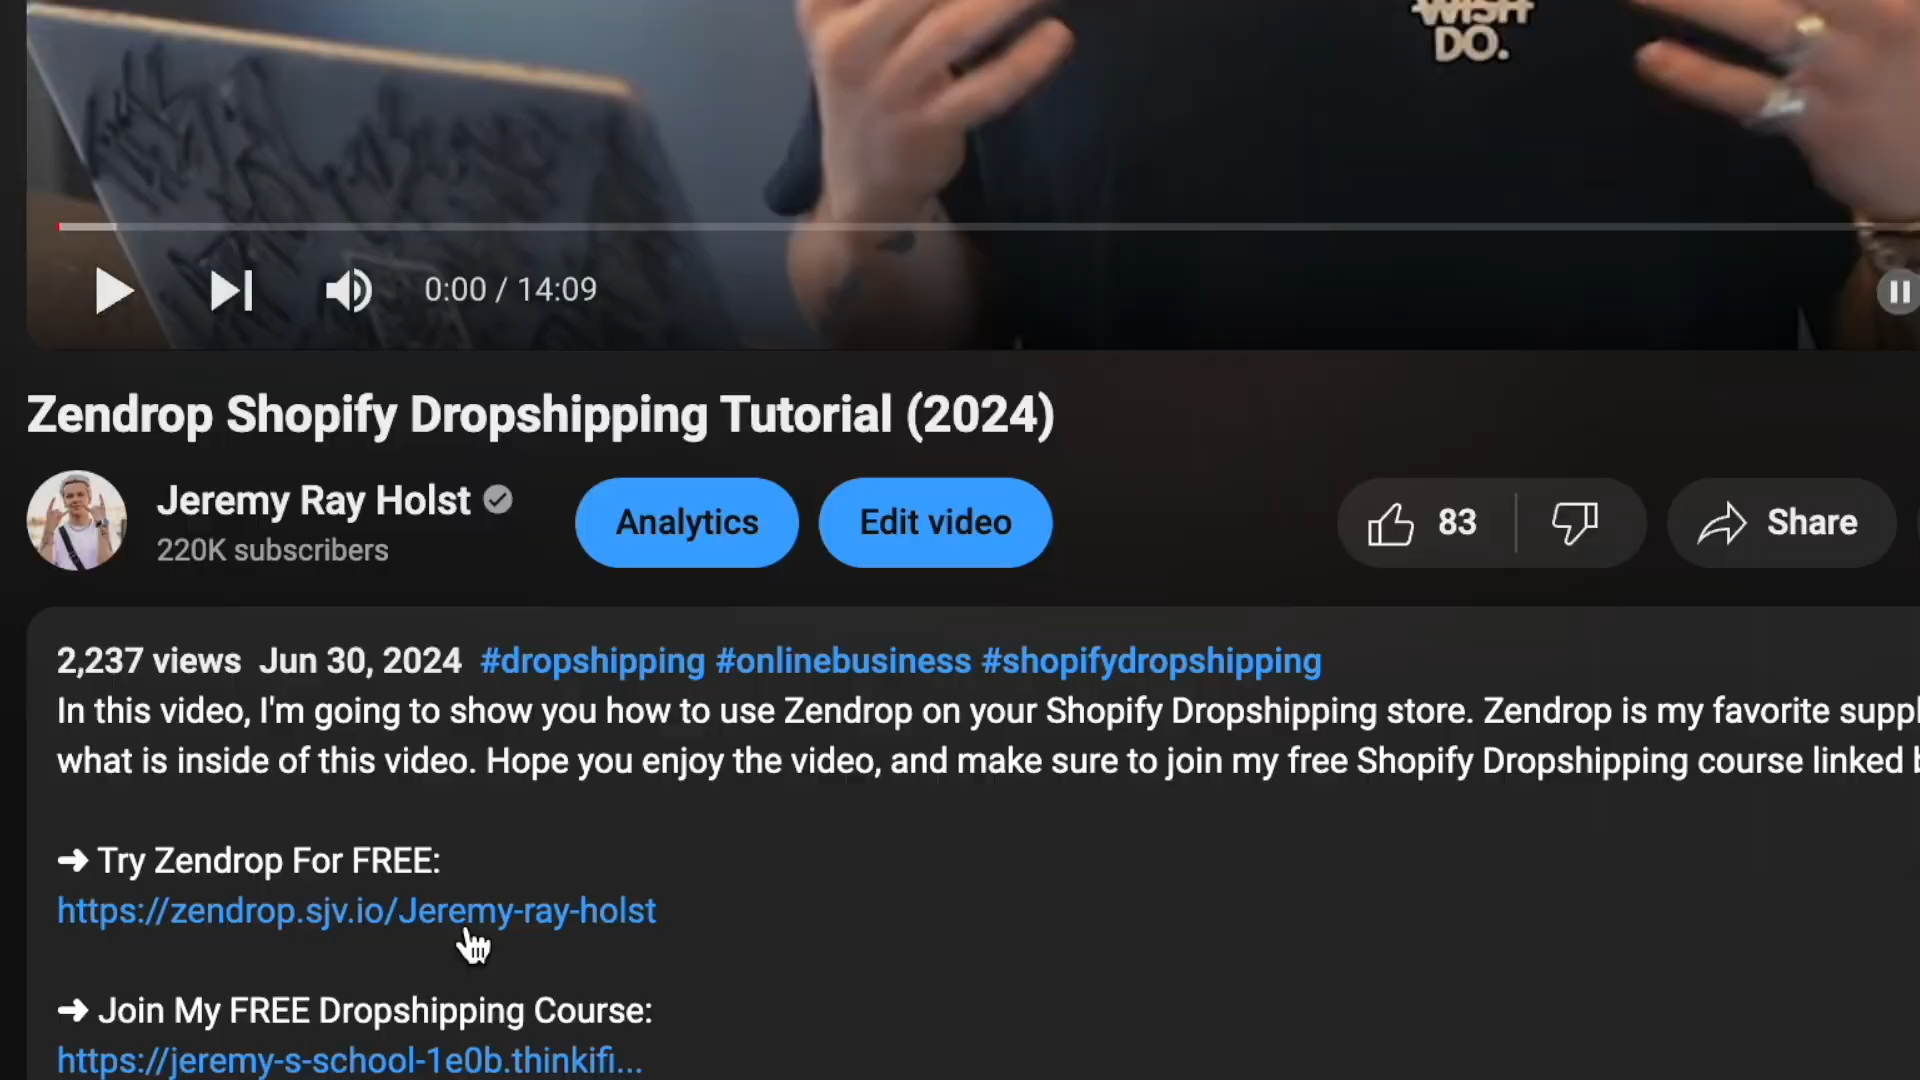 WISH
DO.
0:00 / 14:09
Zendrop Shopify Dropshipping Tutorial (2024)
Jeremy Ray Holst
220K subscribers
Analytics
Edit video
83
Share
2,237 views Jun 30, 2024 #dropshipping #onlinebusiness #shopifydropshipping
In this video, I'm going to show you how to use Zendrop on your Shopify Dropshipping store. Zendrop is my favorite suppl
what is inside of this video. Hope you enjoy the video, and make sure to join my free Shopify Dropshipping course linked b
➜ Try Zendrop For FREE:
https://zendrop.sjv.io/Jeremy-ray-holst
➜ Join My FREE Dropshipping Course:
https://jeremy-s-school-1e0b.thinkifi...